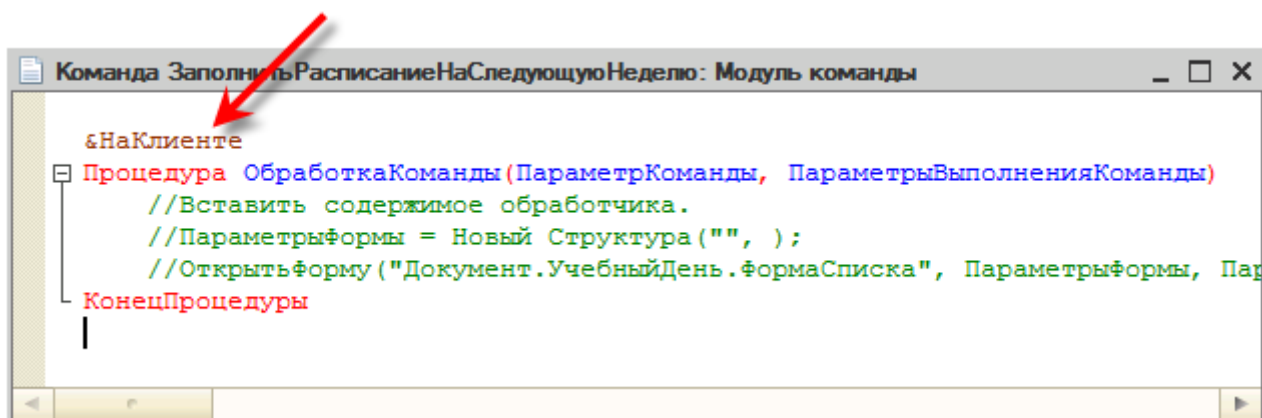 Команда ЗаполнитьРасписаниеНаСледующуюНеделю: Модуль команды
&НаКлиенте
Процедура ОбработкаКоманды(ПараметрКоманды, ПараметрыВыполненияКоманды)
//Вставить содержимое обработчика.
//ПараметрыФормы = Новый Структура("", );
//ОткрытьФорму("Документ.УчебныйДень.ФормаСписка", ПараметрыФормы, Пар
КонецПроцедуры